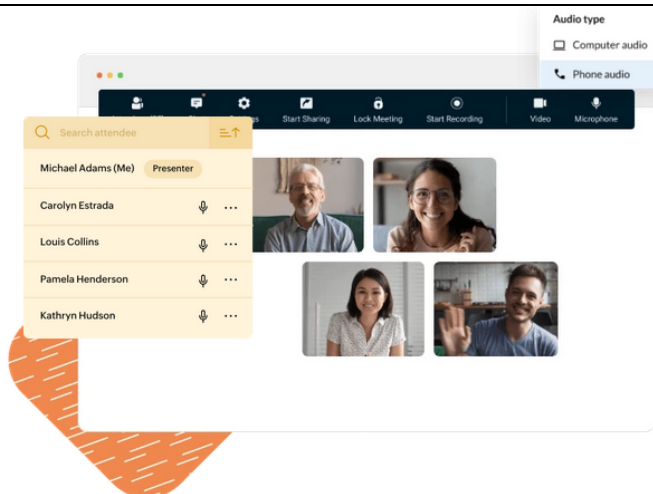 Audio type
Computer audio
Phone audio
Start Sharing
Lock Meeting
Start Recording
Video
Microphone
Search attendee
Michael Adams (Me) Presenter
Carolyn Estrada
Louis Collins
Pamela Henderson
Kathryn Hudson